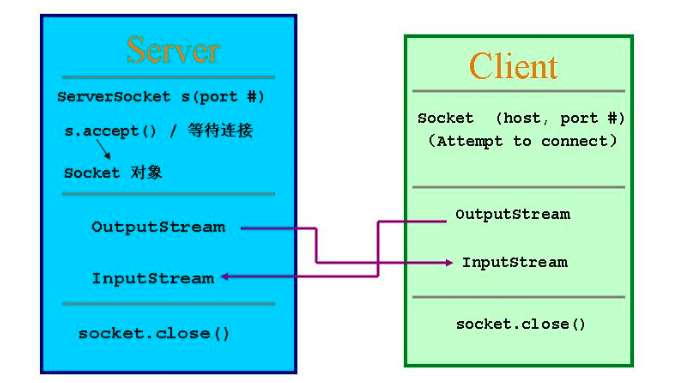 Server
ServerSocket s(port #)
s.accept() / 等待连接
Socket 对象
OutputStream
InputStream
socket.close()
Client
Socket (host, port #)
(Attempt to connect)
OutputStream
InputStream
socket.close()